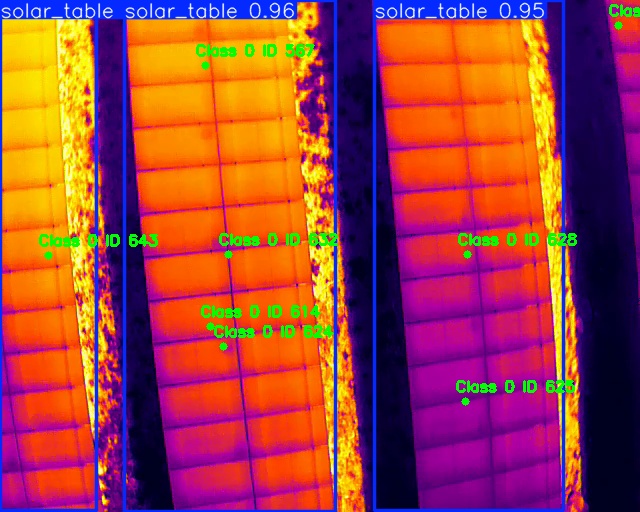 solar_table
solar_table 0.96
solar_table 0.95
Class 0 ID 567
Class 0 ID 643
Class 0 ID 632
Class 0 ID 628
Class 0 ID 614
Class 0 ID 624
Class 0 ID 625